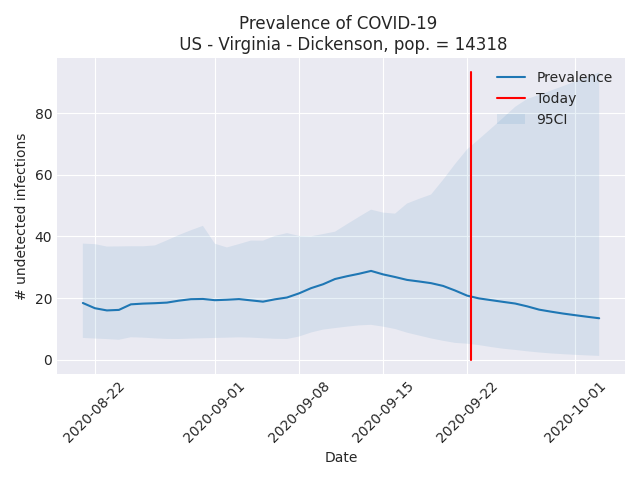 Prevalence of COVID-19
US - Virginia - Dickenson, pop. = 14318
Prevalence
Today
95CI
# undetected infections
80
60
40
20
0
2020-08-22
2020-09-01
2020-09-08
2020-09-15
2020-09-22
2020-10-01
Date